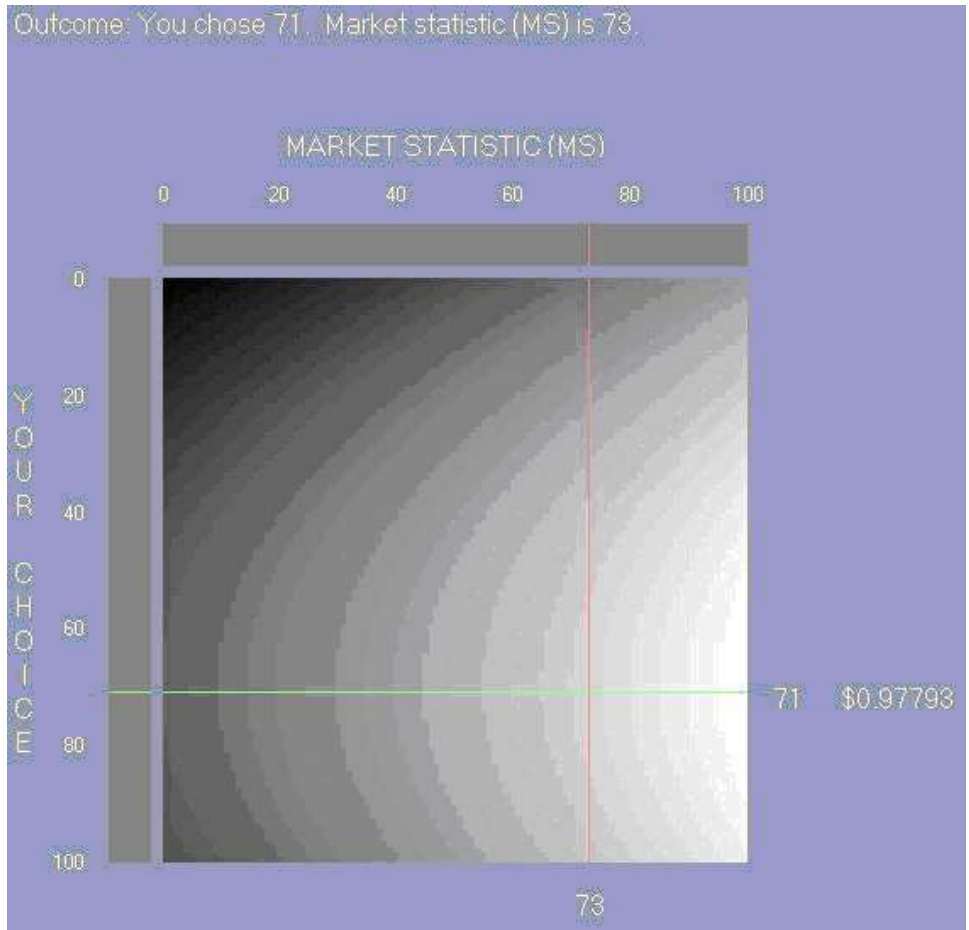 Outcome: You chose 71. Market statistic (MS) is 73.
MARKET STATISTIC (MS)
0 20 40 60 80 100
0
20
40
60
80
100
YOUR CHOICE
71 $0.97793
73